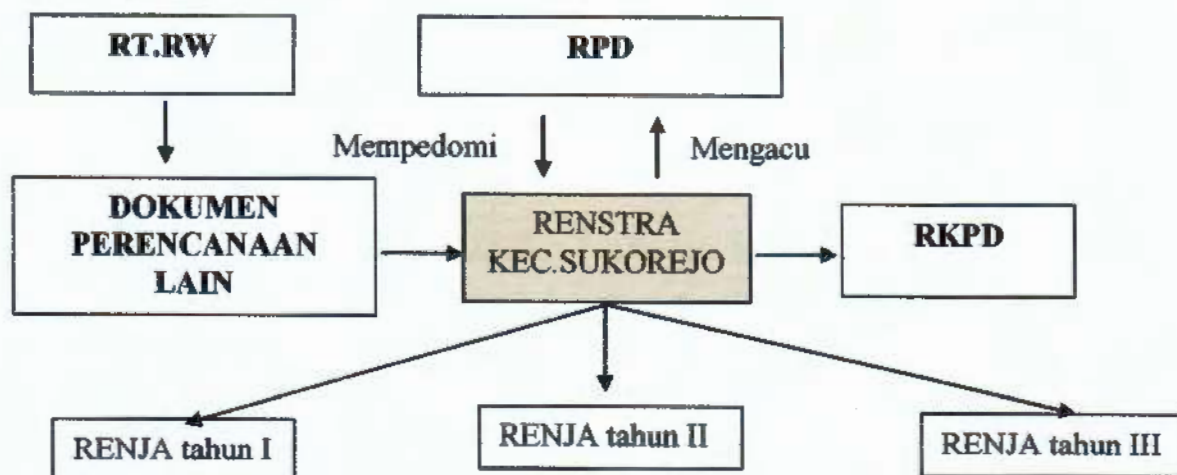 RT.RW
RPD
Mempedomi
Mengacu
DOKUMEN
PERENCANAAN
LAIN
RENSTRA
KEC.SUKOREJO
RKPD
RENJA tahun I
RENJA tahun II
RENJA tahun III